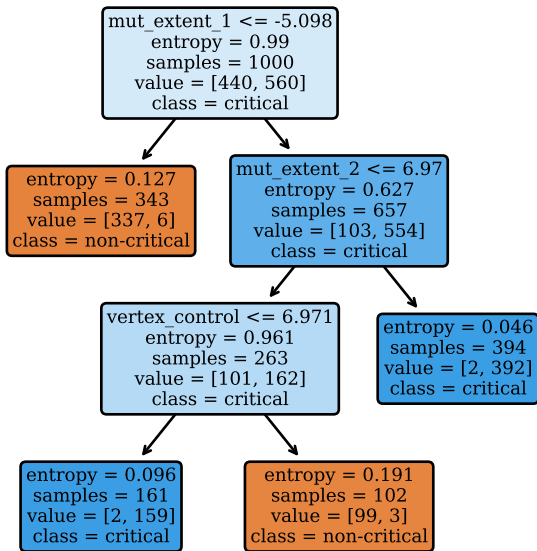 mut_extent_1 <= -5.098
entropy = 0.99
samples = 1000
value = [440, 560]
class = critical
entropy = 0.127
samples = 343
value = [337, 6]
class = non-critical
mut_extent_2 <= 6.97
entropy = 0.627
samples = 657
value = [103, 554]
class = critical
vertex_control <= 6.971
entropy = 0.961
samples = 263
value = [101, 162]
class = critical
entropy = 0.046
samples = 394
value = [2, 392]
class = critical
entropy = 0.096
samples = 161
value = [2, 159]
class = critical
entropy = 0.191
samples = 102
value = [99, 3]
class = non-critical